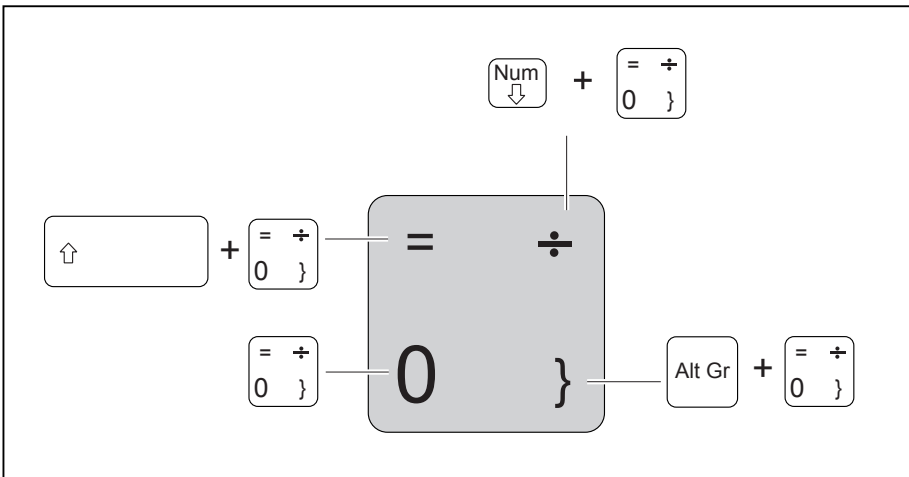 Num + = ÷
⇩ 0 }
⇧ + = ÷
0 }
= ÷
0 }
= ÷
0 }
Alt Gr + = ÷
0 }